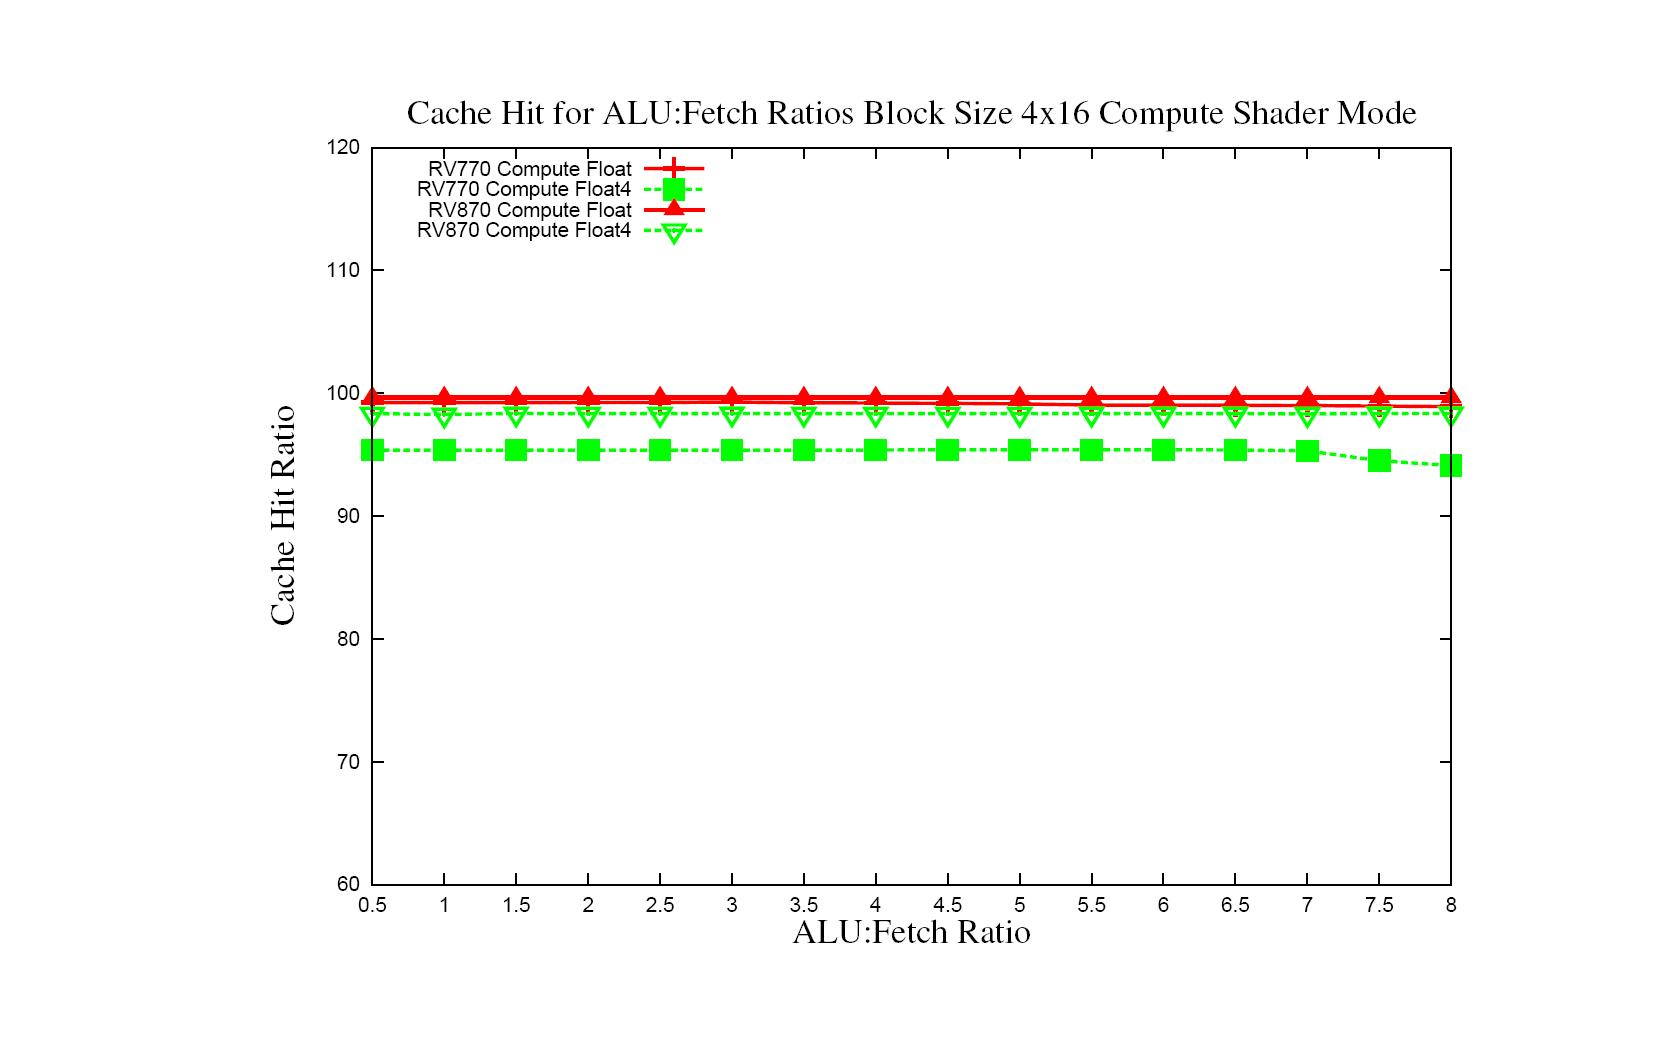 Cache Hit for ALU:Fetch Ratios Block Size 4x16 Compute Shader Mode
RV770 Compute Float
RV770 Compute Float4
RV870 Compute Float
RV870 Compute Float4
120
110
100
90
80
70
60
Cache Hit Ratio
0.5 1 1.5 2 2.5 3 3.5 4 4.5 5 5.5 6 6.5 7 7.5 8
ALU:Fetch Ratio